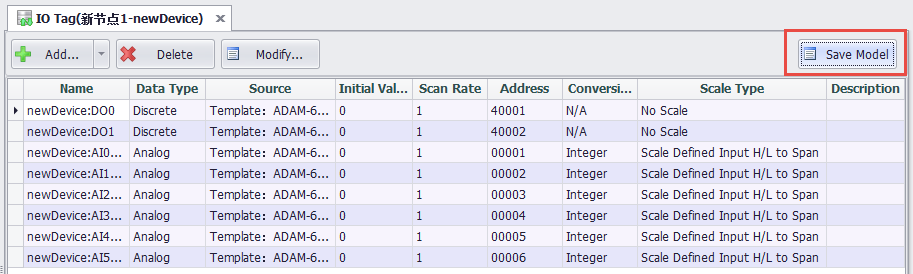 IO Tag(新节点1-newDevice)
Add... Delete Modify... Save Model
Name Data Type Source Initial Val... Scan Rate Address Conversi... Scale Type Description
newDevice:DO0 Discrete Template：ADAM-6... 0 1 40001 N/A No Scale
newDevice:DO1 Discrete Template：ADAM-6... 0 1 40002 N/A No Scale
newDevice:AI0... Analog Template：ADAM-6... 0 1 00001 Integer Scale Defined Input H/L to Span
newDevice:AI1... Analog Template：ADAM-6... 0 1 00002 Integer Scale Defined Input H/L to Span
newDevice:AI2... Analog Template：ADAM-6... 0 1 00003 Integer Scale Defined Input H/L to Span
newDevice:AI3... Analog Template：ADAM-6... 0 1 00004 Integer Scale Defined Input H/L to Span
newDevice:AI4... Analog Template：ADAM-6... 0 1 00005 Integer Scale Defined Input H/L to Span
newDevice:AI5... Analog Template：ADAM-6... 0 1 00006 Integer Scale Defined Input H/L to Span